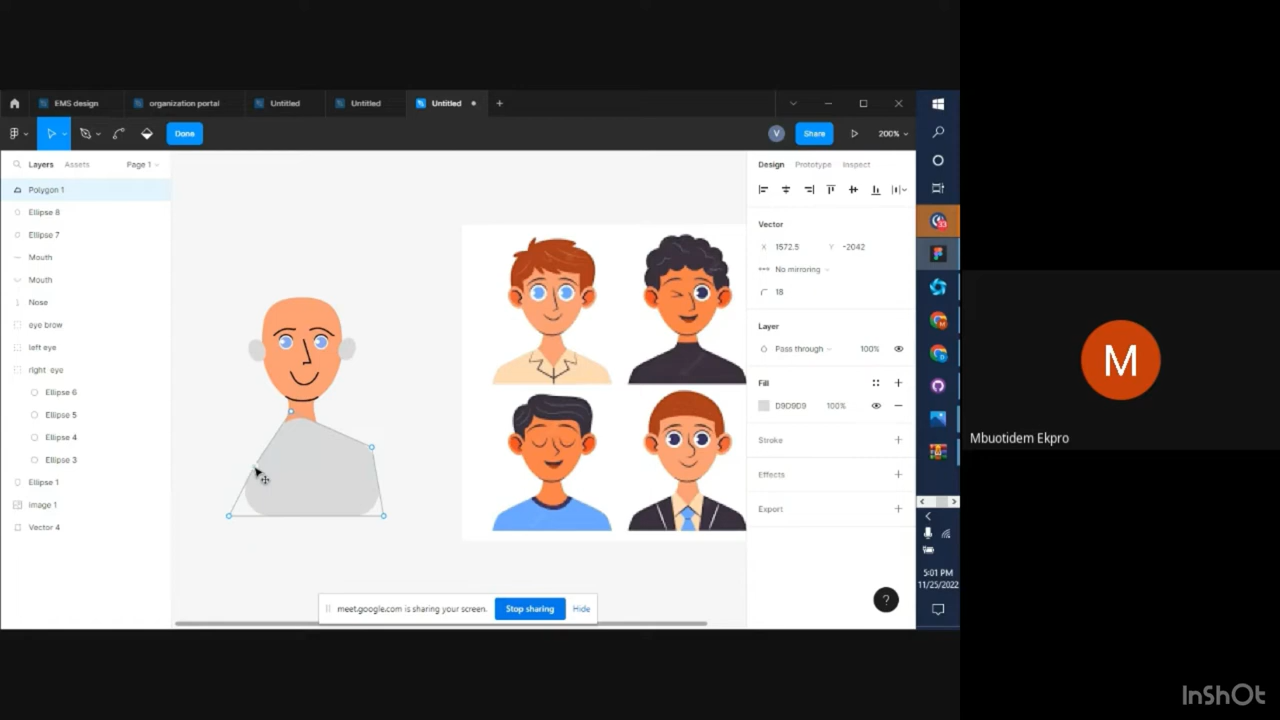 EMS design
organization portal
Untitled
Untitled
Untitled
Done
V
Share
200%
Layers
Assets
Page 1
Design
Prototype
Inspect
Polygon 1
Ellipse 8
Ellipse 7
Mouth
Mouth
Nose
eye brow
left eye
right eye
Ellipse 6
Ellipse 5
Ellipse 4
Ellipse 3
Ellipse 1
Image 1
Vector 4
Vector
X 1572.5 Y -2042
No mirroring
18
Layer
Pass through 100%
Fill
D9D9D9 100%
Stroke
Effects
Export
?
meet.google.com is sharing your screen.
Stop sharing
Hide
5:01 PM
11/25/2022
M
Mbuotidem Ekpro
InShOt